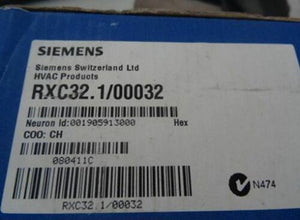 SIEMENS
Siemens Switzerland Ltd
HVAC Products
RXC32.1/00032
Neuron Id:001905913000 Hex
COO: CH
080411C
N474
RXC32.1/00032